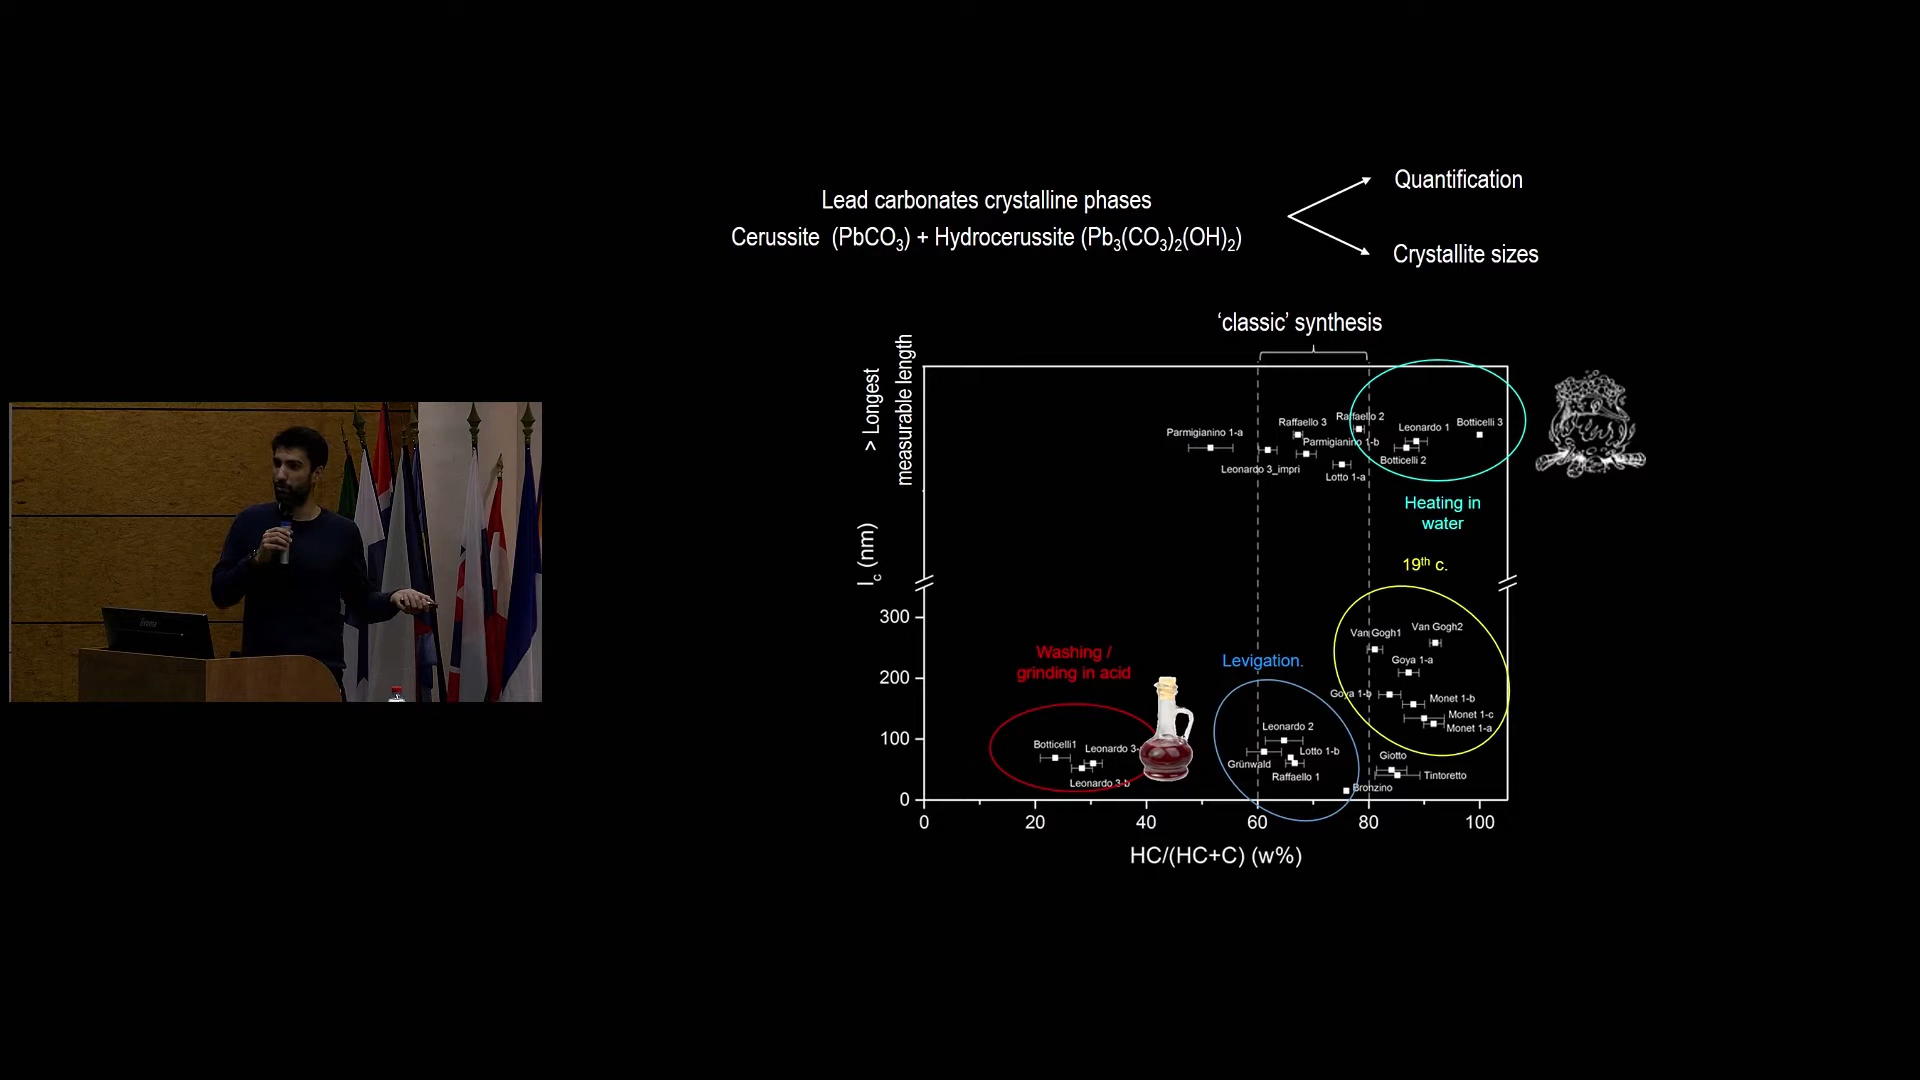 Quantification
Lead carbonates crystalline phases
Cerussite (PbCO3) + Hydrocerussite (Pb3(CO3)2(OH)2)
Crystallite sizes
‘classic’ synthesis
> Longest
measurable length
lc (nm)
Raffaello 2
Raffaello 3
Leonardo 1
Botticelli 3
Parmigianino 1-a
Parmigianino 1-b
Botticelli 2
Leonardo 3_impri
Lotto 1-a
Heating in
water
19th c.
300
Van Gogh1
Van Gogh2
Washing /
grinding in acid
Levigation.
Goya 1-a
200
Goya 1-b
Monet 1-b
Monet 1-c
Monet 1-a
Leonardo 2
100
Botticelli1
Leonardo 3-
Lotto 1-b
Giotto
Grünwald
Raffaello 1
Tintoretto
Leonardo 3-b
Bronzino
0
0 20 40 60 80 100
HC/(HC+C) (w%)